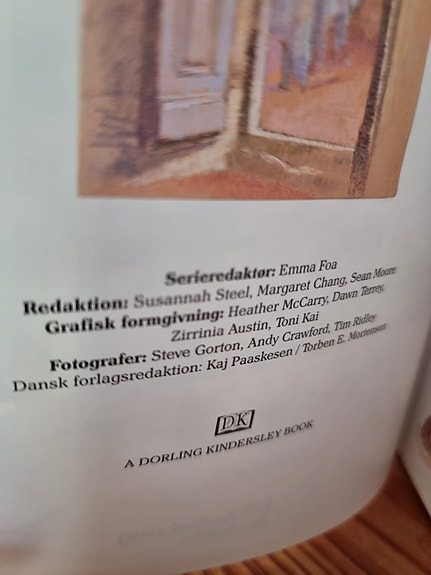 Serieredaktør: Emma Foa
Redaktion: Susannah Steel, Margaret Chang, Sean Moore
Grafisk formgivning: Heather McCarry, Dawn Terrey,
Zirrinia Austin, Toni Kai
Fotografer: Steve Gorton, Andy Crawford, Tim Ridley
Dansk forlagsredaktion: Kaj Paaskesen / Torben E. Mortensen
DK
A DORLING KINDERSLEY BOOK